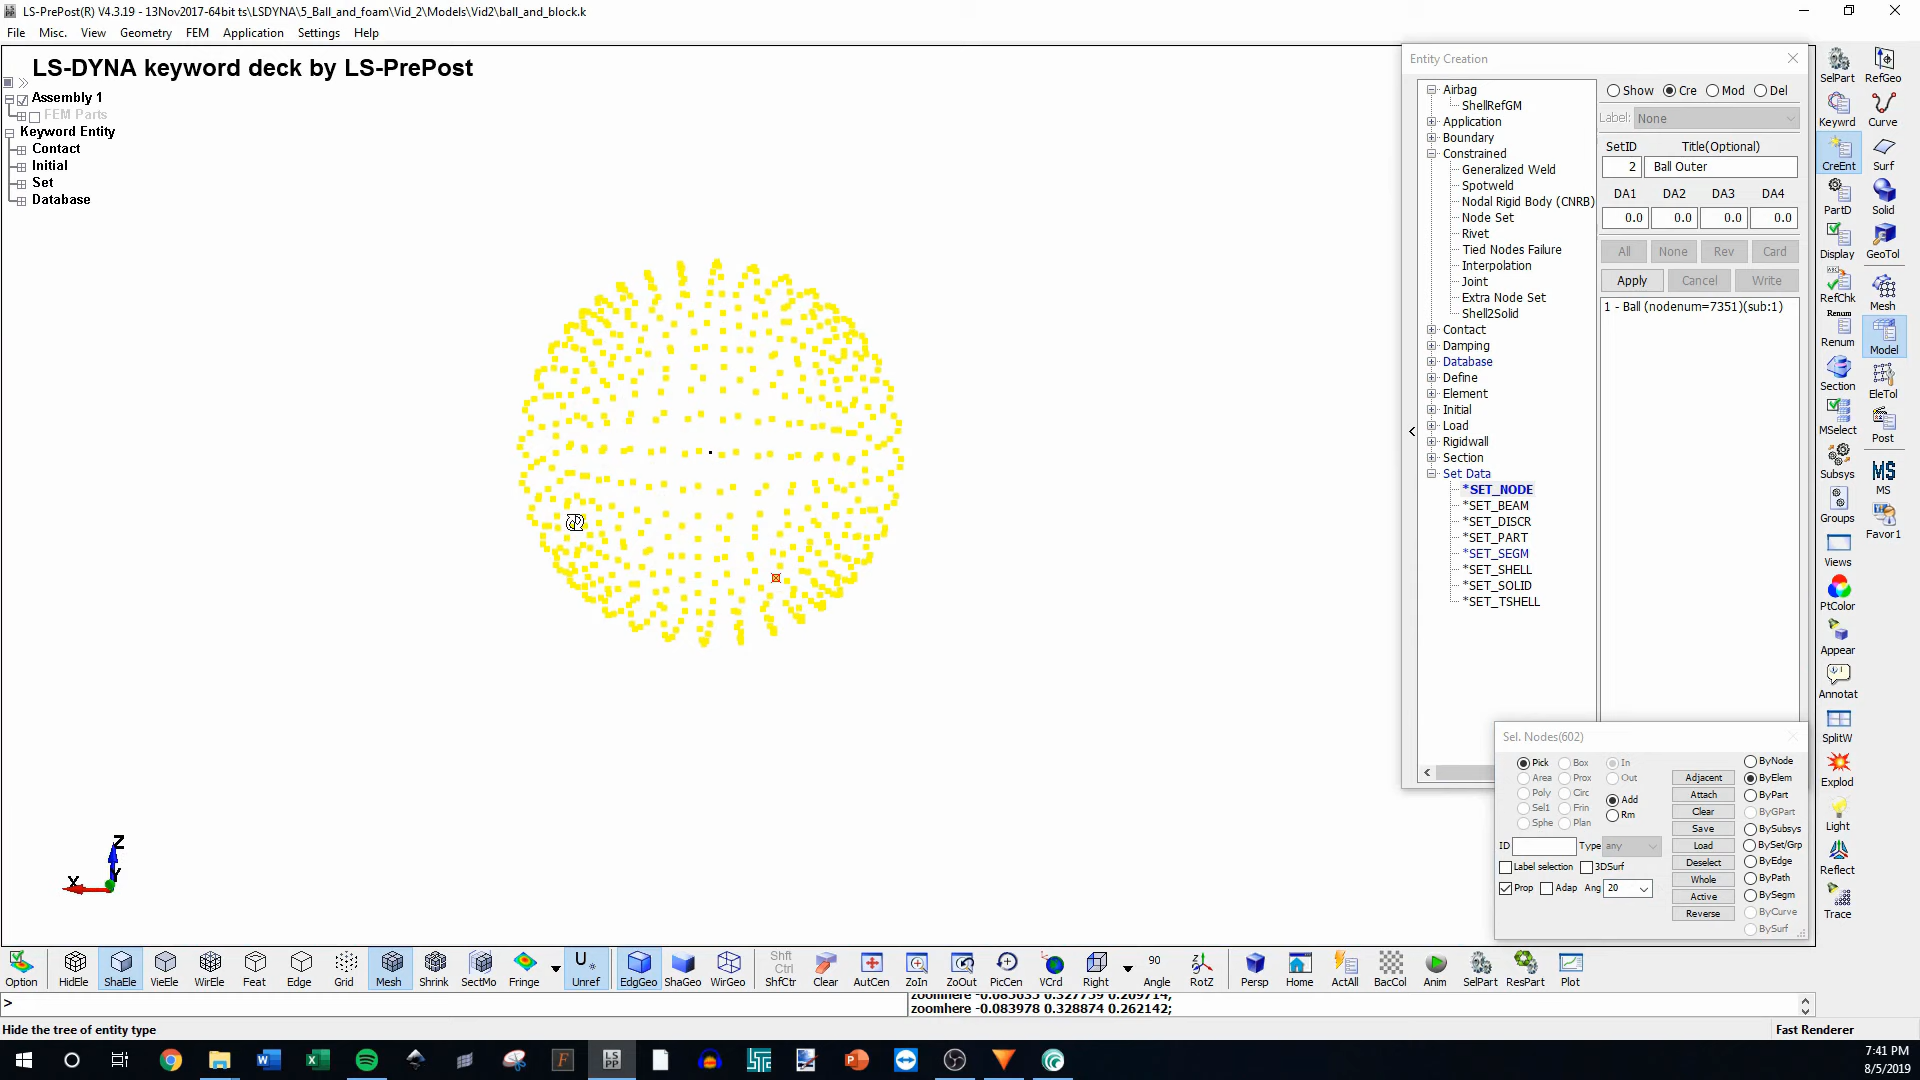 LS-PrePost(R) V4.3.19 - 13Nov2017-64bit ts\LSDYNA\5_Ball_and_foam\Vid_2\Models\Vid2\ball_and_block.k
File Misc. View Geometry FEM Application Settings Help
LS-DYNA keyword deck by LS-PrePost
Assembly 1
FEM Parts
Keyword Entity
Contact
Initial
Set
Database
Z
X
Y
Entity Creation
Airbag
ShellRefGM
Application
Boundary
Constrained
Generalized Weld
Spotweld
Nodal Rigid Body (CNRB)
Node Set
Rivet
Tied Nodes Failure
Interpolation
Joint
Extra Node Set
Shell2Solid
Contact
Damping
Database
Define
Element
Initial
Load
Rigidwall
Section
Set Data
*SET_NODE
*SET_BEAM
*SET_DISCR
*SET_PART
*SET_SEGM
*SET_SHELL
*SET_SOLID
*SET_TSHELL
Show Cre Mod Del
Label: None
SetID Title(Optional)
2 Ball Outer
DA1 DA2 DA3 DA4
0.0 0.0 0.0 0.0
All None Rev Card
Apply Cancel Write
1 - Ball (nodenum=7351)(sub:1)
Sel. Nodes(602)
Pick Box In
Area Prox Out
Poly Circ Add
Sel1 Frin Rm
Sphe Plan
ID Type any
Label selection 3DSurf
Prop Adap Ang 20
Adjacent
Attach
Clear
Save
Load
Deselect
Whole
Active
Reverse
ByNode
ByElem
ByPart
ByGPart
BySubsys
BySet/Grp
ByEdge
ByPath
BySegm
ByCurve
BySurf
SelPart RefGeo
Keywrd Curve
CreEnt Surf
PartD Solid
Display GeoTol
RefChk Mesh
Renum
Renum Model
Section EleTol
MSelect Post
Subsys MS
MS
Groups Favor1
Views
PtColor
Appear
Annotat
SplitW
Explod
Light
Reflect
Trace
Option HidEle ShaEle VieEle WirEle Feat Edge Grid Mesh Shrink SectMo Fringe Unref EdgGeo ShaGeo WirGeo
Shft
Ctrl
ShfCtr Clear AutCen ZoIn ZoOut PicCen VCrd Right
90
Angle RotZ Persp Home ActAll BacCol Anim SelPart ResPart Plot
>
zoomhere -0.083635 0.327759 0.209714;
zoomhere -0.083978 0.328874 0.262142;
Hide the tree of entity type
Fast Renderer
7:41 PM
8/5/2019